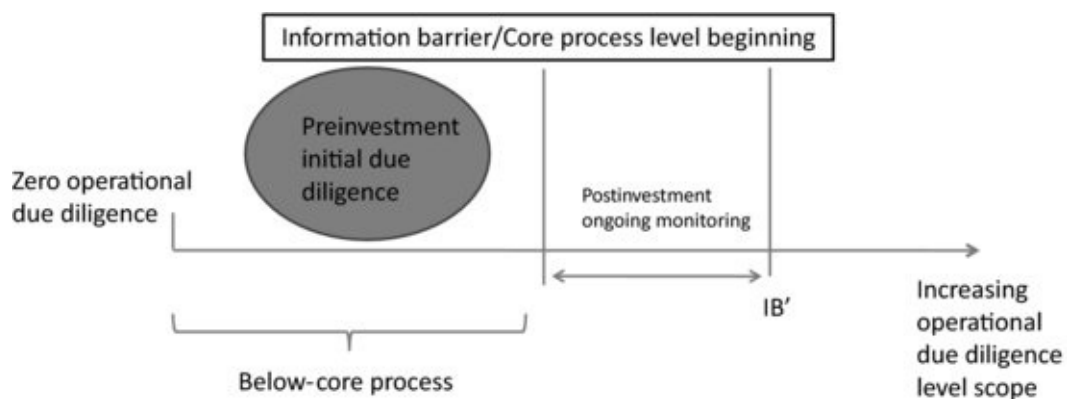 Information barrier/Core process level beginning
Preinvestment
initial due
diligence
Zero operational
due diligence
Postinvestment
ongoing monitoring
IB’
Increasing
operational
due diligence
level scope
Below-core process